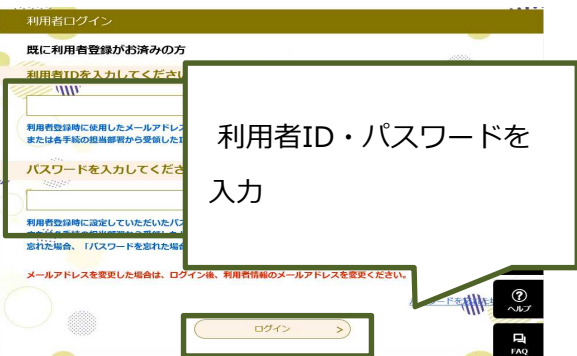 利用者ログイン
既に利用者登録がお済みの方
利用者IDを入力してください
利用者登録時に使用したメールアドレス
または各手続の担当部署から受領したI
利用者ID・パスワードを
入力
パスワードを入力してくださ
利用者登録時に設定していただいたパス
忘れた場合、「パスワードを忘れた場合
メールアドレスを変更した場合は、ログイン後、利用者情報のメールアドレスを変更ください。
ヘルプ
ログイン >
FAQ